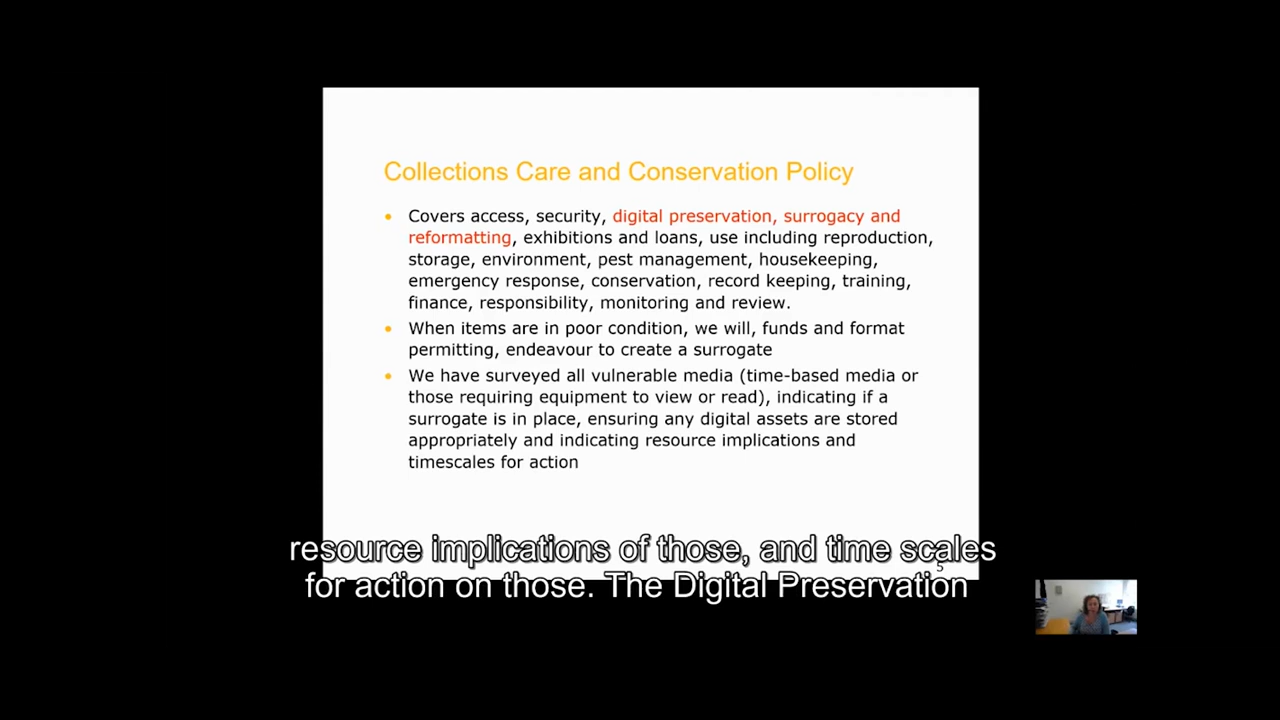 Collections Care and Conservation Policy
• Covers access, security, digital preservation, surrogacy and
reformatting, exhibitions and loans, use including reproduction,
storage, environment, pest management, housekeeping,
emergency response, conservation, record keeping, training,
finance, responsibility, monitoring and review.
• When items are in poor condition, we will, funds and format
permitting, endeavour to create a surrogate
• We have surveyed all vulnerable media (time-based media or
those requiring equipment to view or read), indicating if a
surrogate is in place, ensuring any digital assets are stored
appropriately and indicating resource implications and
timescales for action
resource implications of those, and time scales
for action on those. The Digital Preservation